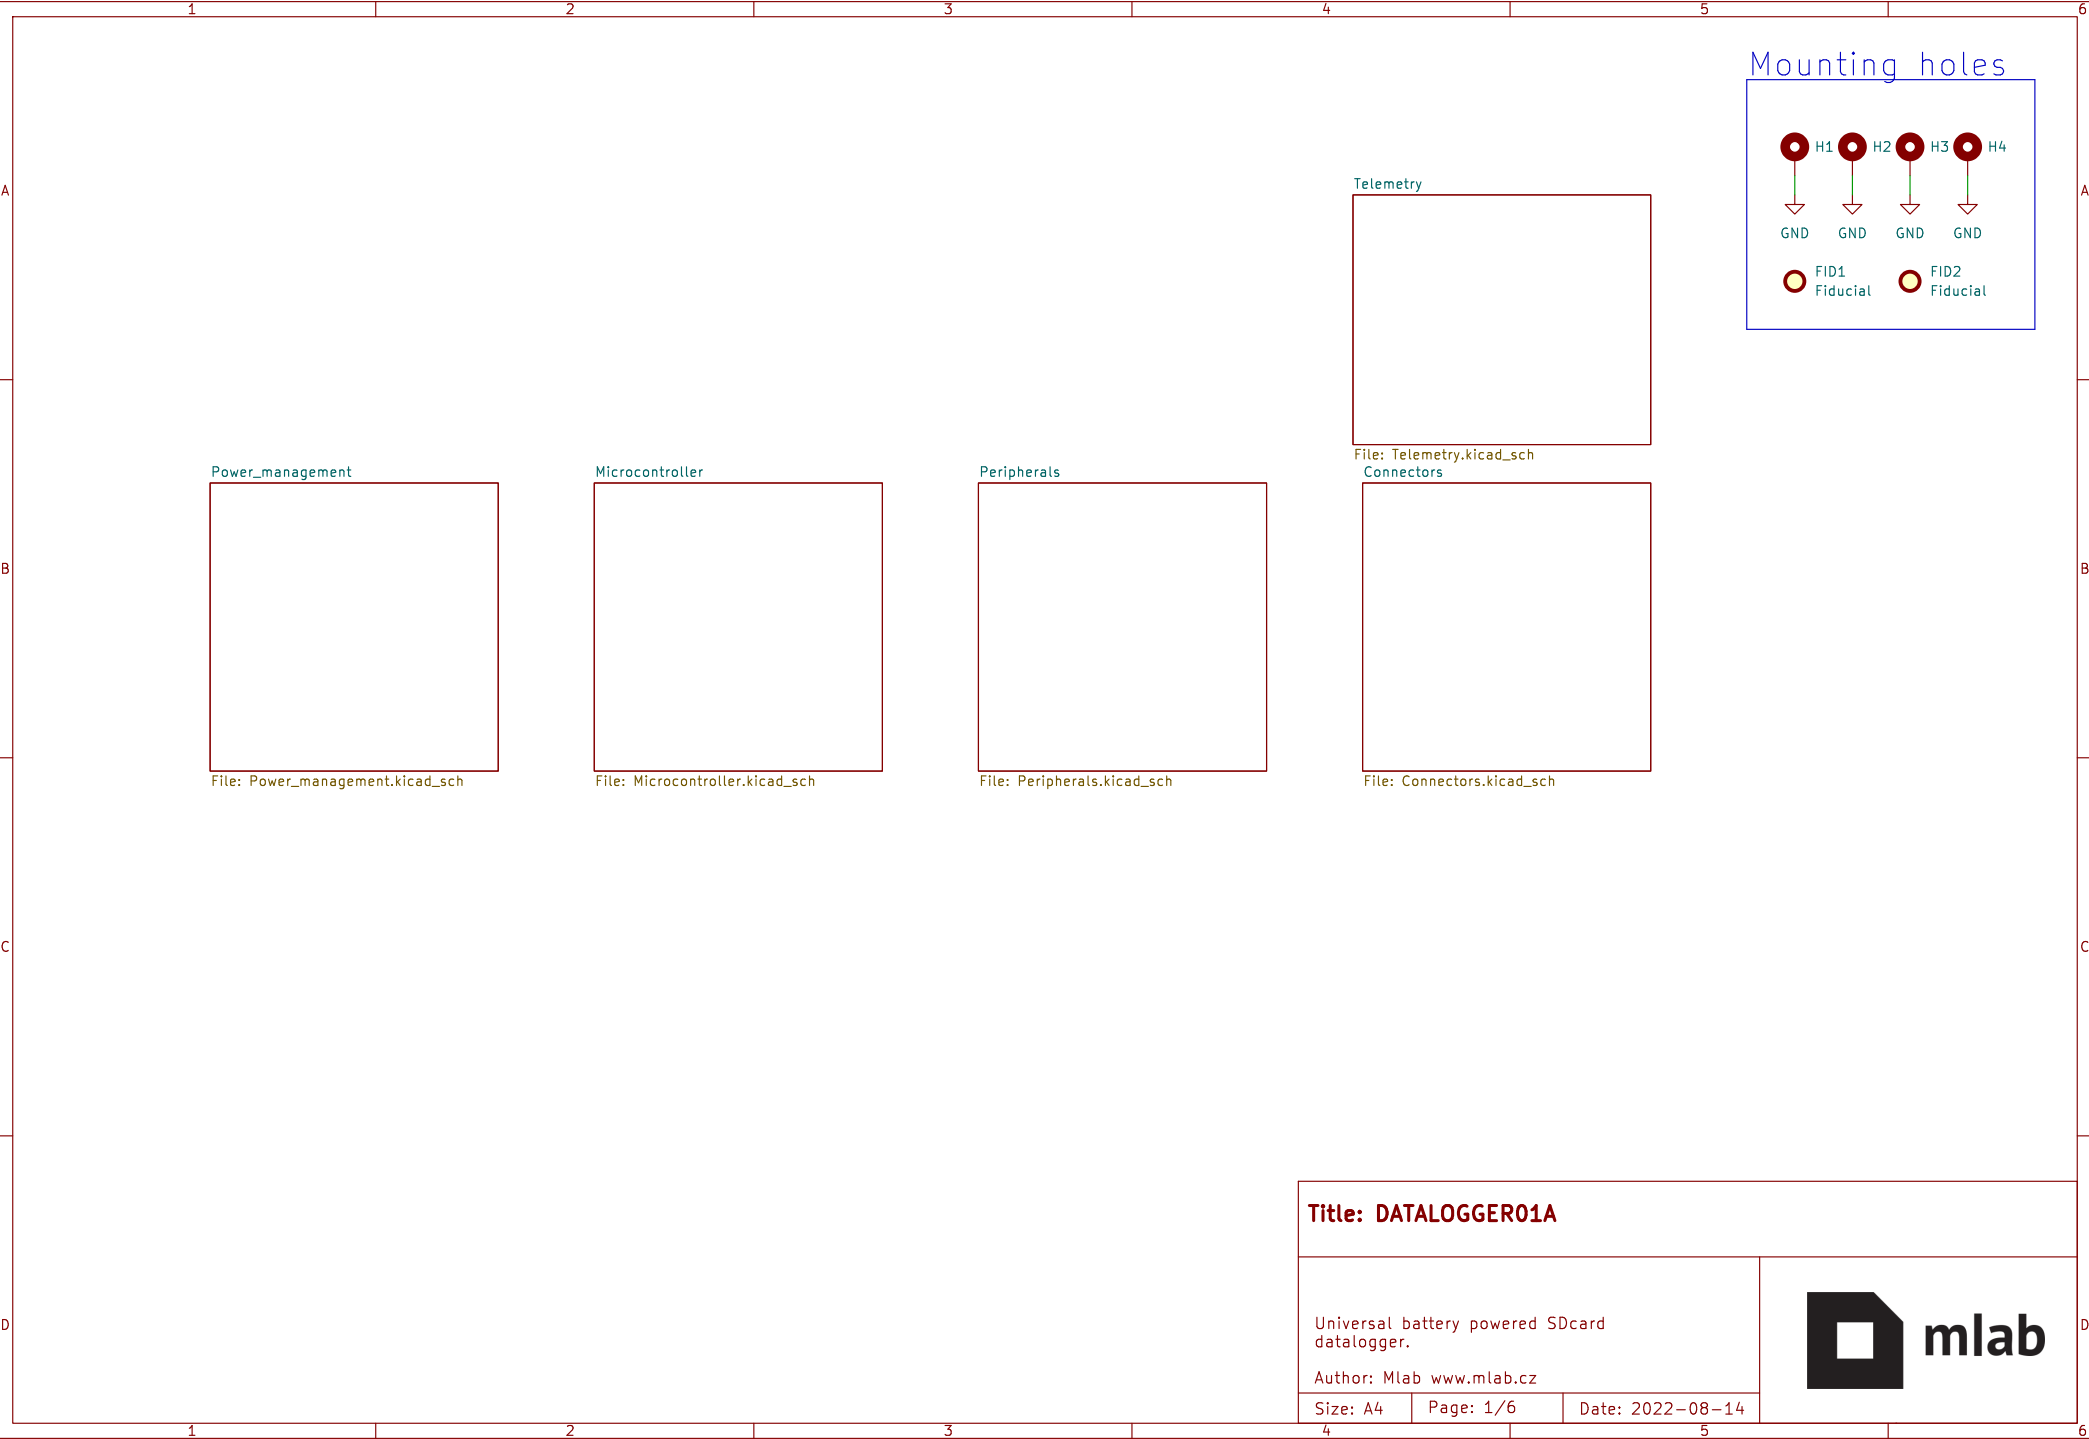 1 2 3 4 5 6
Mounting holes
H1 H2 H3 H4
A A
Telemetry
GND GND GND GND
FID1 FID2
Fiducial Fiducial
File: Telemetry.kicad_sch
Power_management Microcontroller Peripherals Connectors
B B
File: Power_management.kicad_sch File: Microcontroller.kicad_sch File: Peripherals.kicad_sch File: Connectors.kicad_sch
C C
Title: DATALOGGER01A
D D
Universal battery powered SDcard
datalogger.
mlab
Author: Mlab www.mlab.cz
Size: A4 Page: 1/6 Date: 2022-08-14
1 2 3 4 5 6